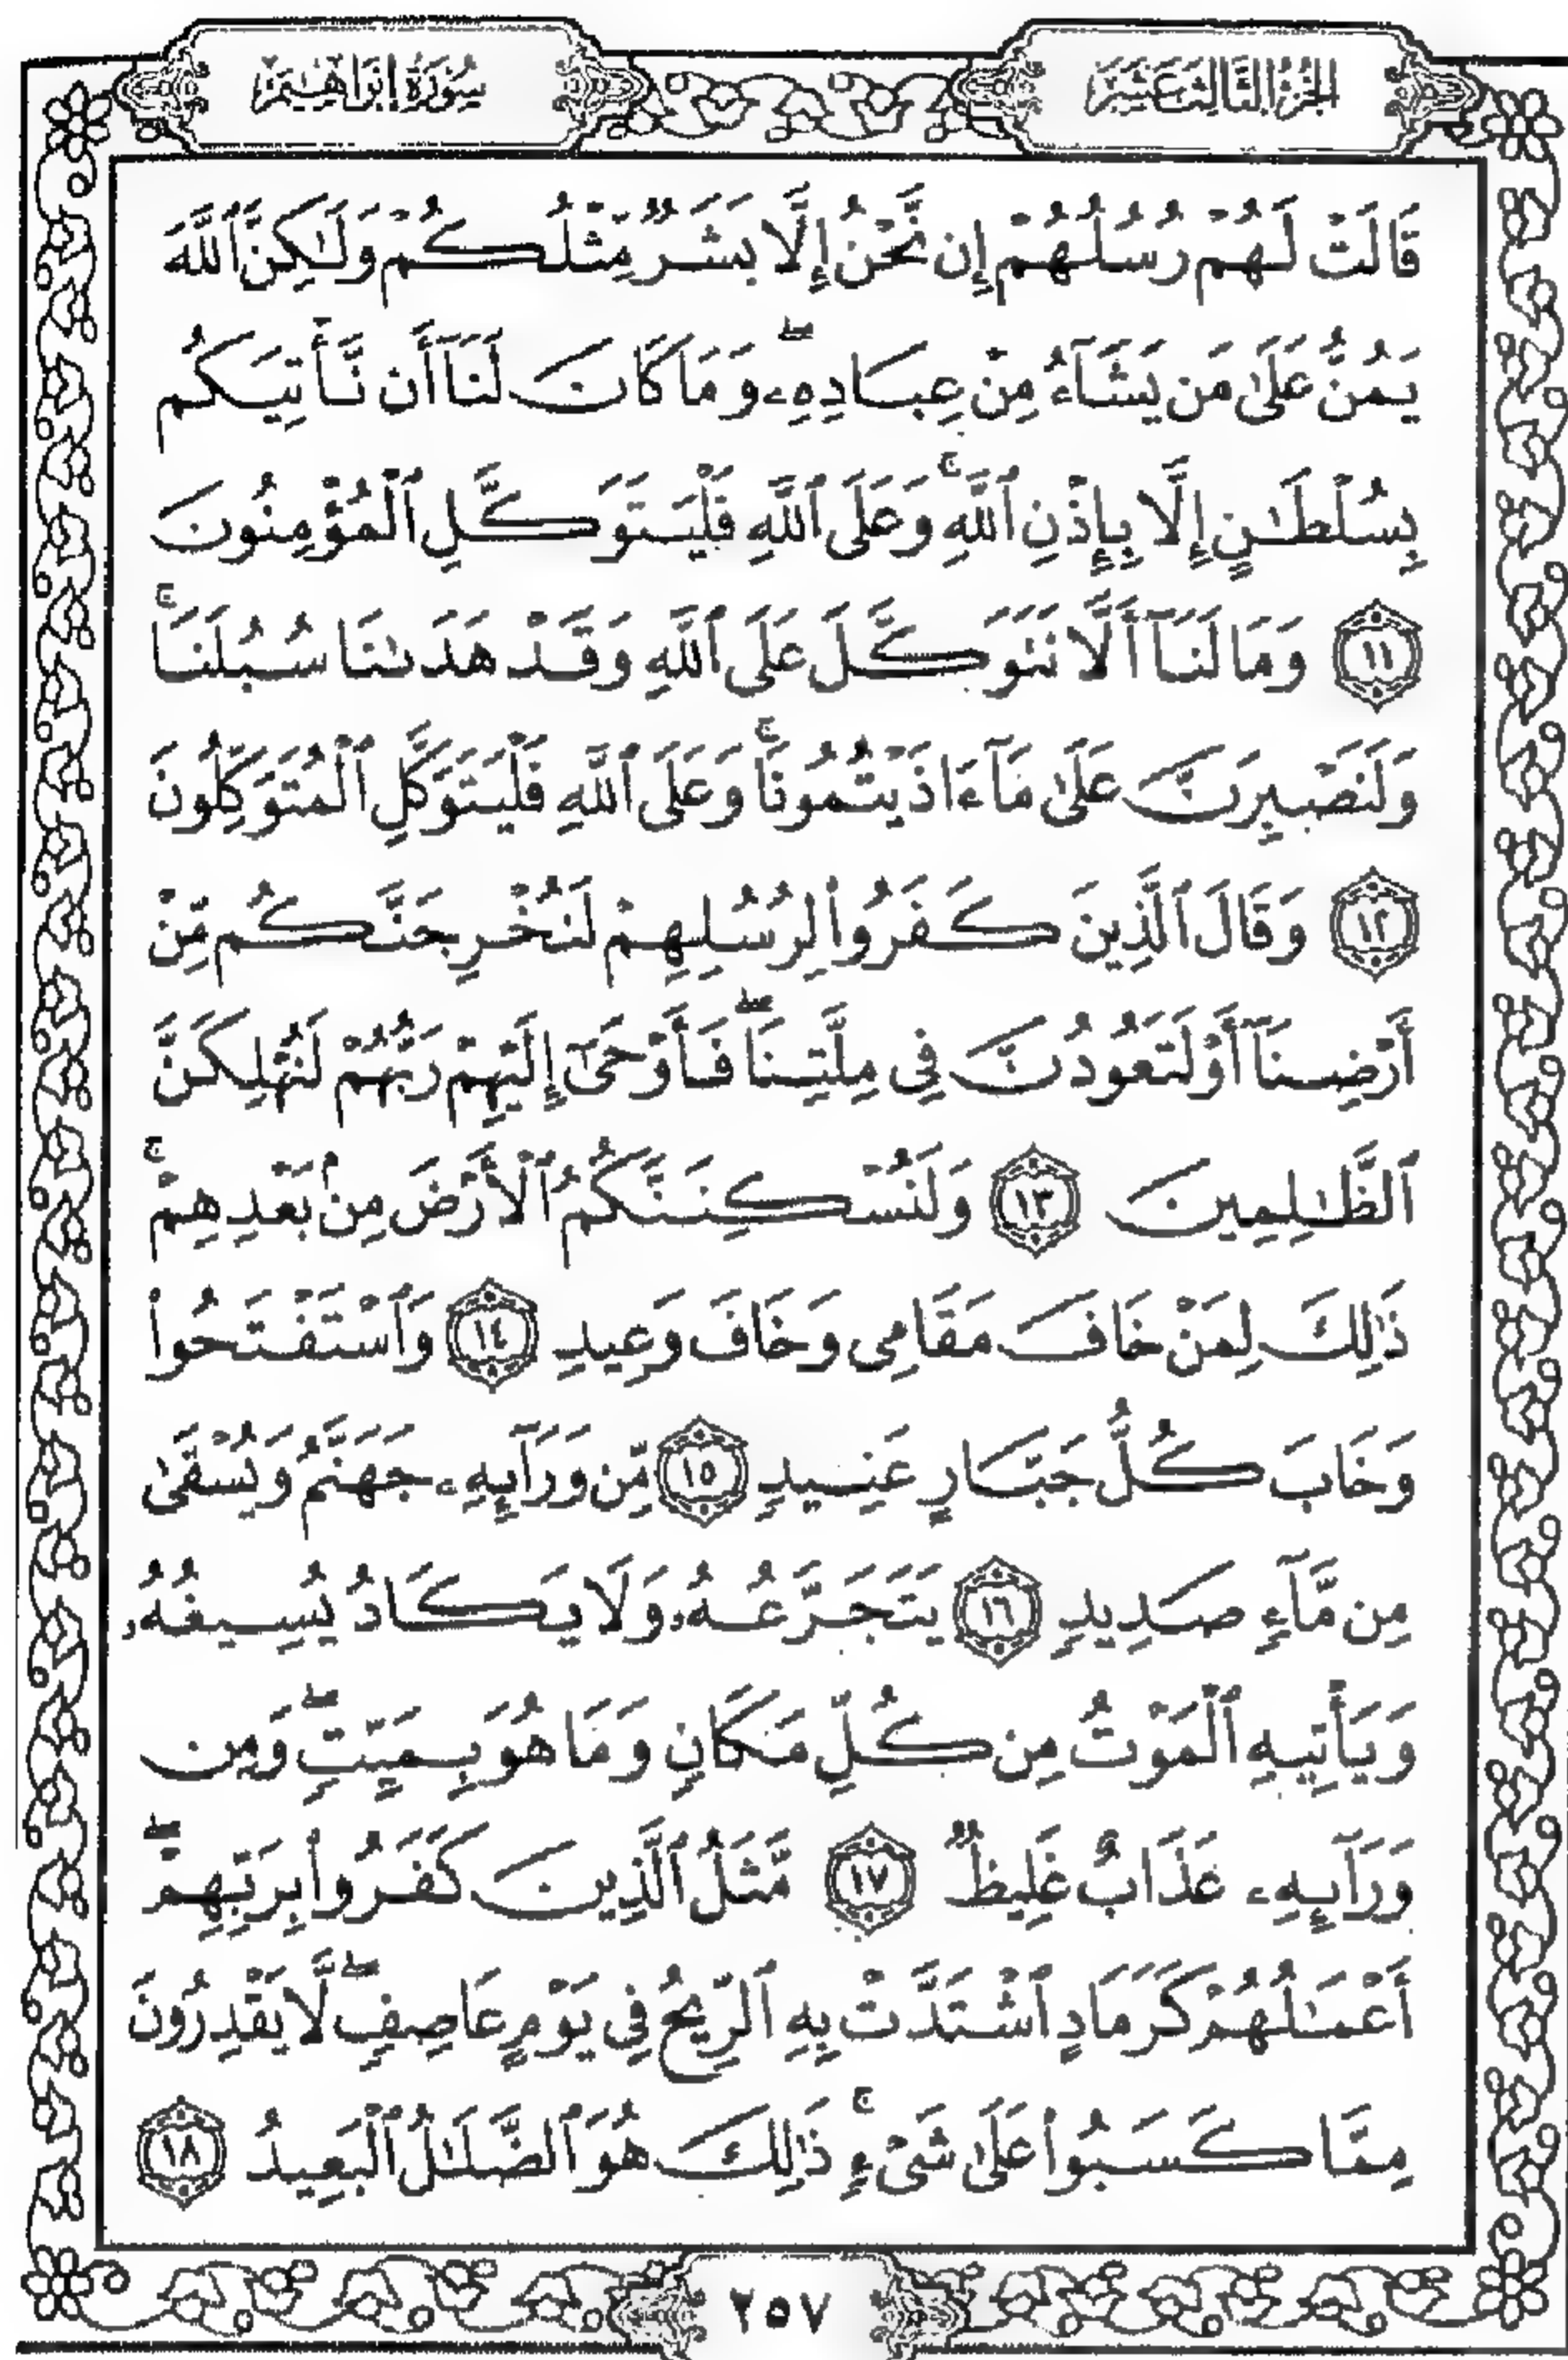 الجزء الثالث عشر
سورة إبراهيم
قَالَتْ لَهُمْ رُسُلُهُمْ إِن نَّحْنُ إِلَّا بَشَرٌ مِّثْلُكُمْ وَلَٰكِنَّ ٱللَّهَ
يَمُنُّ عَلَىٰ مَن يَشَآءُ مِنْ عِبَادِهِۦ ۖ وَمَا كَانَ لَنَآ أَن نَّأْتِيَكُم
بِسُلْطَٰنٍ إِلَّا بِإِذْنِ ٱللَّهِ ۚ وَعَلَى ٱللَّهِ فَلْيَتَوَكَّلِ ٱلْمُؤْمِنُونَ
١١ وَمَا لَنَآ أَلَّا نَتَوَكَّلَ عَلَى ٱللَّهِ وَقَدْ هَدَىٰنَا سُبُلَنَا ۚ
وَلَنَصْبِرَنَّ عَلَىٰ مَآ ءَاذَيْتُمُونَا ۚ وَعَلَى ٱللَّهِ فَلْيَتَوَكَّلِ ٱلْمُتَوَكِّلُونَ
١٢ وَقَالَ ٱلَّذِينَ كَفَرُوا۟ لِرُسُلِهِمْ لَنُخْرِجَنَّكُم مِّنْ
أَرْضِنَآ أَوْ لَتَعُودُنَّ فِى مِلَّتِنَا ۖ فَأَوْحَىٰٓ إِلَيْهِمْ رَبُّهُمْ لَنُهْلِكَنَّ
ٱلظَّٰلِمِينَ ١٣ وَلَنُسْكِنَنَّكُمُ ٱلْأَرْضَ مِنۢ بَعْدِهِمْ ۚ
ذَٰلِكَ لِمَنْ خَافَ مَقَامِى وَخَافَ وَعِيدِ ١٤ وَٱسْتَفْتَحُوا۟
وَخَابَ كُلُّ جَبَّارٍ عَنِيدٍ ١٥ مِّن وَرَآئِهِۦ جَهَنَّمُ وَيُسْقَىٰ
مِن مَّآءٍ صَدِيدٍ ١٦ يَتَجَرَّعُهُۥ وَلَا يَكَادُ يُسِيغُهُۥ
وَيَأْتِيهِ ٱلْمَوْتُ مِن كُلِّ مَكَانٍ وَمَا هُوَ بِمَيِّتٍ ۖ وَمِن
وَرَآئِهِۦ عَذَابٌ غَلِيظٌ ١٧ مَّثَلُ ٱلَّذِينَ كَفَرُوا۟ بِرَبِّهِمْ ۖ
أَعْمَٰلُهُمْ كَرَمَادٍ ٱشْتَدَّتْ بِهِ ٱلرِّيحُ فِى يَوْمٍ عَاصِفٍ ۖ لَّا يَقْدِرُونَ
مِمَّا كَسَبُوا۟ عَلَىٰ شَىْءٍ ۚ ذَٰلِكَ هُوَ ٱلضَّلَٰلُ ٱلْبَعِيدُ ١٨
٢٥٧